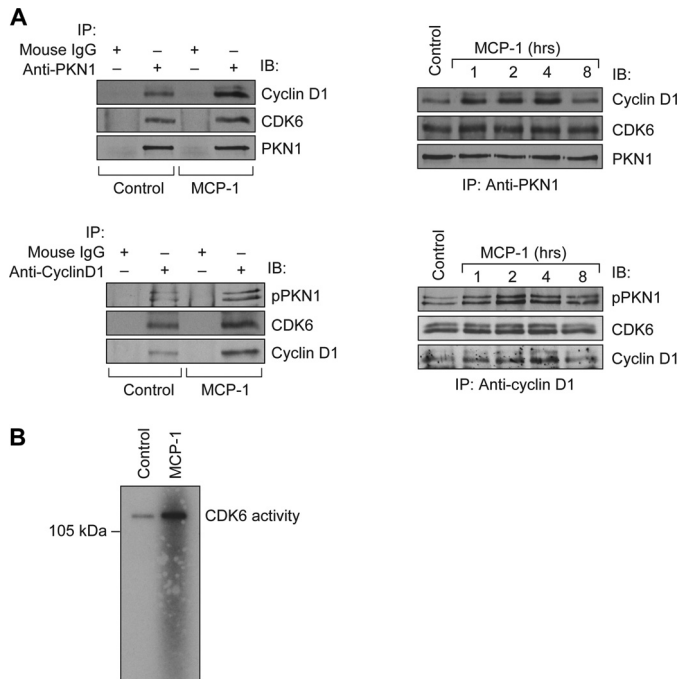 A
IP:
Mouse IgG + – + –
Anti-PKN1 – + – + IB:
Cyclin D1
CDK6
PKN1
Control MCP-1
Control MCP-1 (hrs)
1 2 4 8 IB:
Cyclin D1
CDK6
PKN1
IP: Anti-PKN1
IP:
Mouse IgG + – + –
Anti-CyclinD1 – + – + IB:
pPKN1
CDK6
Cyclin D1
Control MCP-1
Control MCP-1 (hrs)
1 2 4 8 IB:
pPKN1
CDK6
Cyclin D1
IP: Anti-cyclin D1
B
Control MCP-1
CDK6 activity
105 kDa –